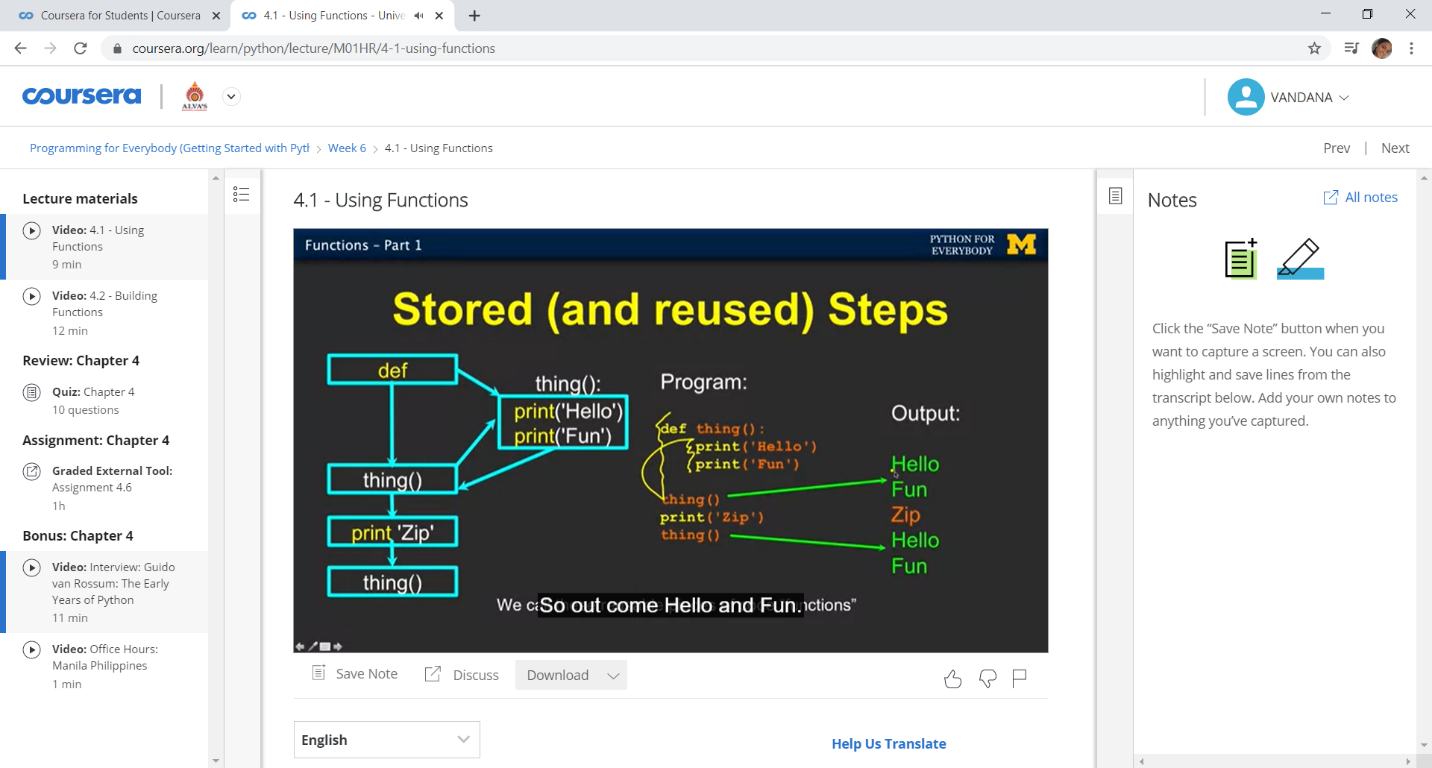 Coursera for Students | Coursera
4.1 - Using Functions - Unive
coursera.org/learn/python/lecture/M01HR/4-1-using-functions
coursera
ALVA'S
VANDANA
Programming for Everybody (Getting Started with Pyth
Week 6
4.1 - Using Functions
Prev | Next
Lecture materials
Video: 4.1 - Using
Functions
9 min
Video: 4.2 - Building
Functions
12 min
Review: Chapter 4
Quiz: Chapter 4
10 questions
Assignment: Chapter 4
Graded External Tool:
Assignment 4.6
1h
Bonus: Chapter 4
Video: Interview: Guido
van Rossum: The Early
Years of Python
11 min
Video: Office Hours:
Manila Philippines
1 min
4.1 - Using Functions
Functions - Part 1
PYTHON FOR
EVERYBODY
M
Stored (and reused) Steps
def
thing():
print('Hello')
print('Fun')
thing()
print 'Zip'
thing()
Program:
def thing():
print('Hello')
print('Fun')
thing()
print('Zip')
thing()
Output:
Hello
Fun
Zip
Hello
Fun
We ca
So out come Hello and Fun.
nctions"
Save Note
Discuss
Download
English
Help Us Translate
Notes
All notes
Click the "Save Note" button when you
want to capture a screen. You can also
highlight and save lines from the
transcript below. Add your own notes to
anything you've captured.